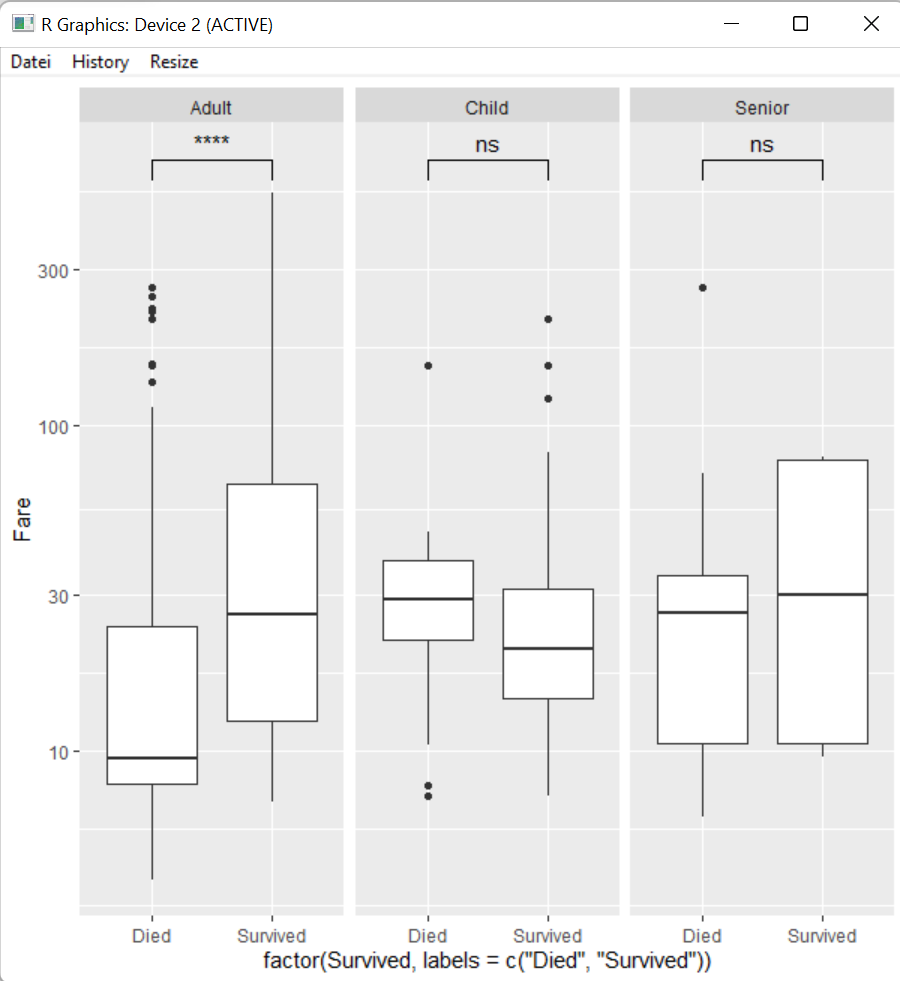 R Graphics: Device 2 (ACTIVE)
Datei History Resize
Adult Child Senior
**** ns ns
300
100
30
10
Fare
Died Survived Died Survived Died Survived
factor(Survived, labels = c("Died", "Survived"))